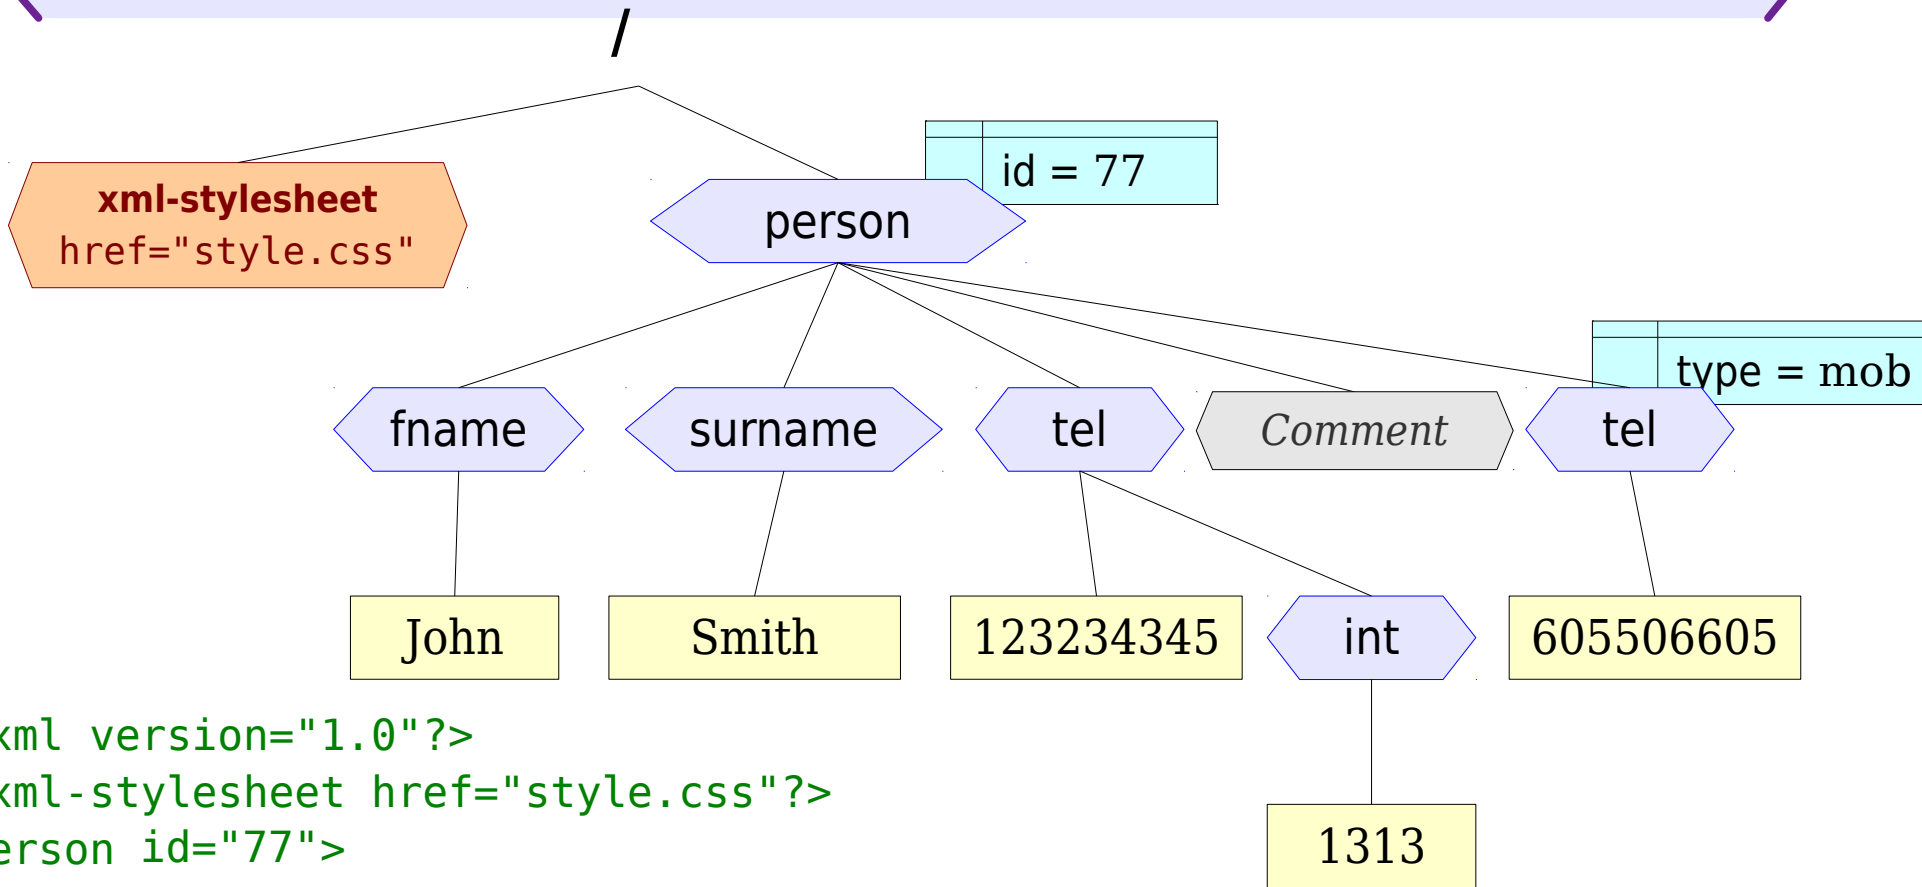 /
id = 77
xml-stylesheet
href="style.css"
person
type = mob
fname
surname
tel
Comment
tel
John
Smith
123234345
int
605506605
xml version="1.0"?>
xml-stylesheet href="style.css"?>
erson id="77">
1313